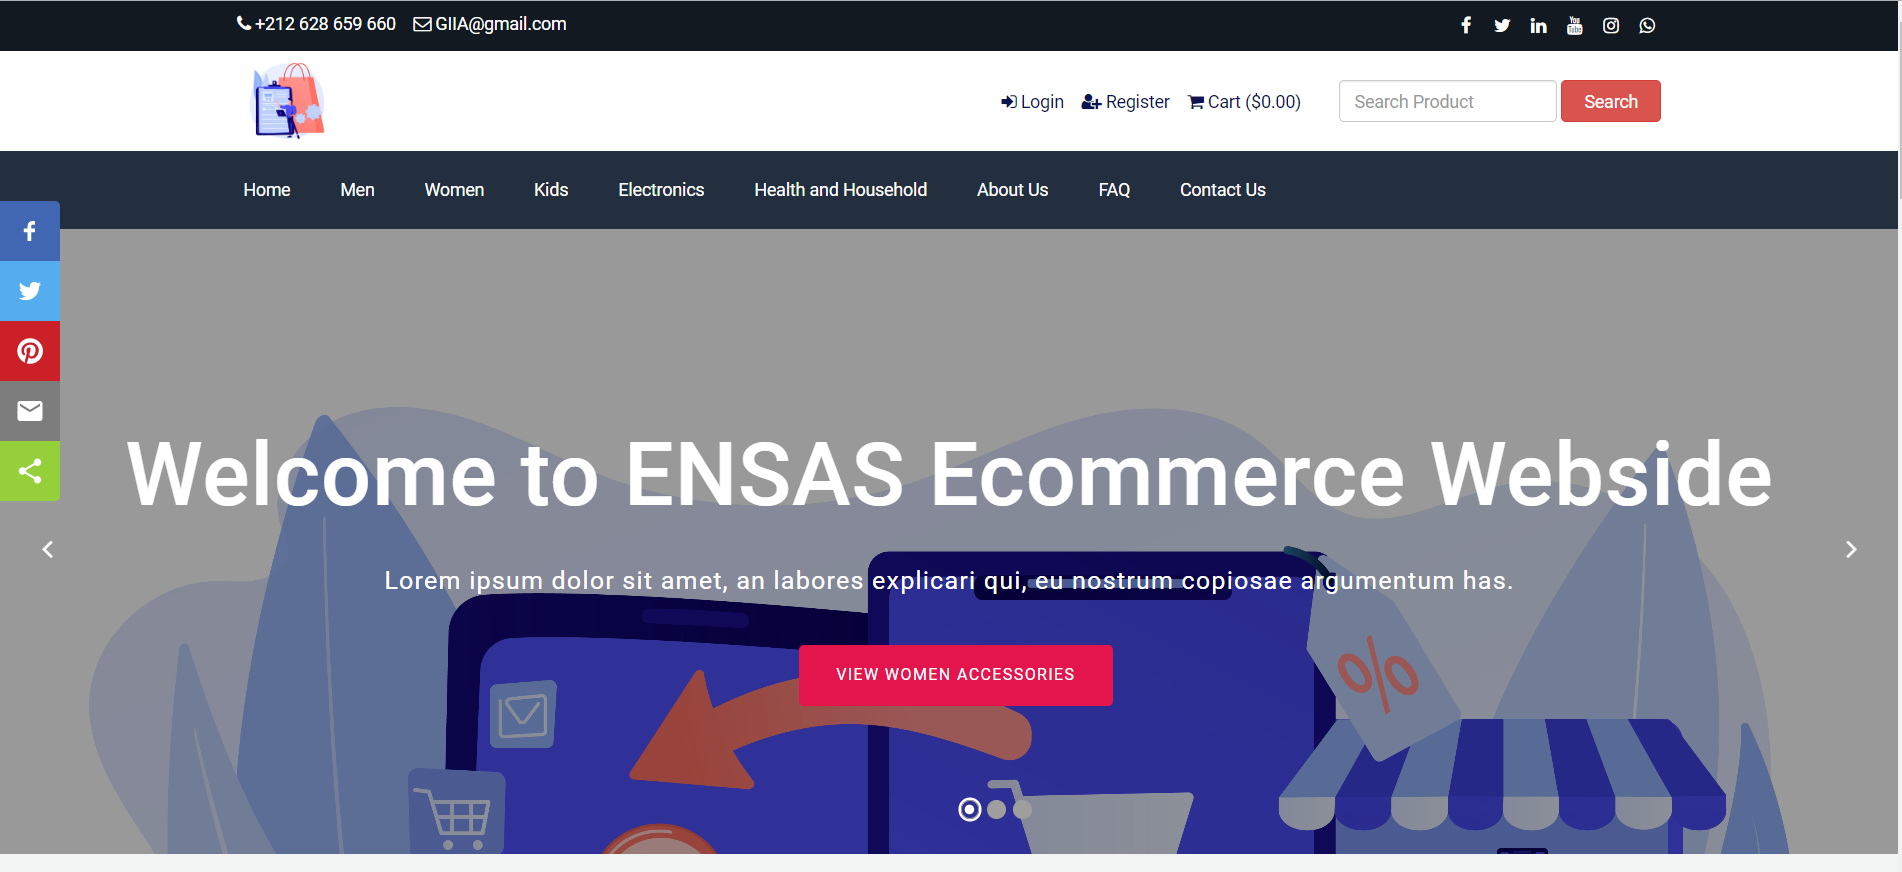 +212 628 659 660 GIIA@gmail.com
Login Register Cart ($0.00) Search Product Search
Home Men Women Kids Electronics Health and Household About Us FAQ Contact Us
Welcome to ENSAS Ecommerce Webside
Lorem ipsum dolor sit amet, an labores explicari qui, eu nostrum copiosae argumentum has.
VIEW WOMEN ACCESSORIES
%